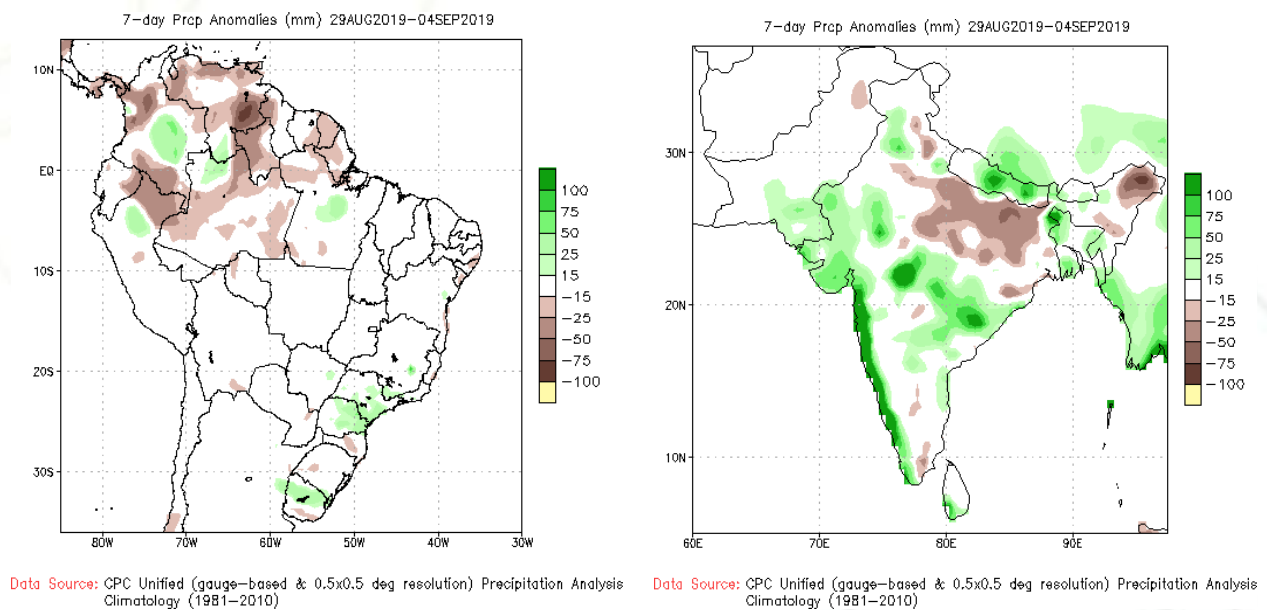 7-day Prcp Anomalies (mm) 29AUG2019-04SEP2019
10N
EQ
10S
20S
30S
80W 70W 60W 50W 40W 30W
100
75
50
25
15
-15
-25
-50
-75
-100
Data Source: CPC Unified (gauge-based & 0.5x0.5 deg resolution) Precipitation Analysis
Climatology (1981-2010)
7-day Prcp Anomalies (mm) 29AUG2019-04SEP2019
30N
20N
10N
60E 70E 80E 90E
100
75
50
25
15
-15
-25
-50
-75
-100
Data Source: CPC Unified (gauge-based & 0.5x0.5 deg resolution) Precipitation Analysis
Climatology (1981-2010)